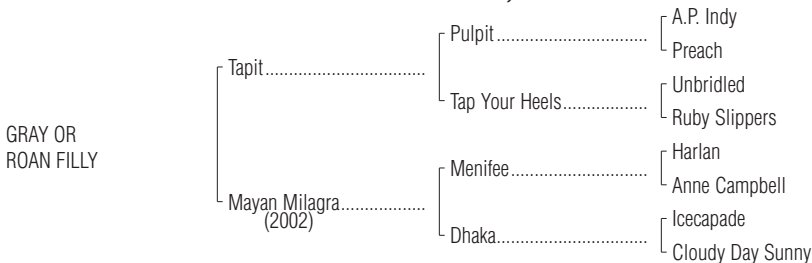 GRAY OR
ROAN FILLY
Tapit............................
Mayan Milagra...............
(2002)
Pulpit...........................
Tap Your Heels...............
Menifee.........................
Dhaka...........................
A.P. Indy
Preach
Unbridled
Ruby Slippers
Harlan
Anne Campbell
Icecapade
Cloudy Day Sunny